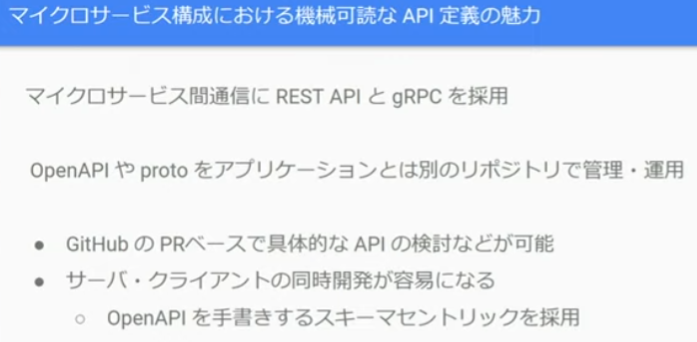 マイクロサービス構成における機械可読な API 定義の魅力
マイクロサービス間通信に REST API と gRPC を採用
OpenAPI や proto をアプリケーションとは別のリポジトリで管理・運用
● GitHub の PRベースで具体的な API の検討などが可能
● サーバ・クライアントの同時開発が容易になる
○ OpenAPI を手書きするスキーマセントリックを採用